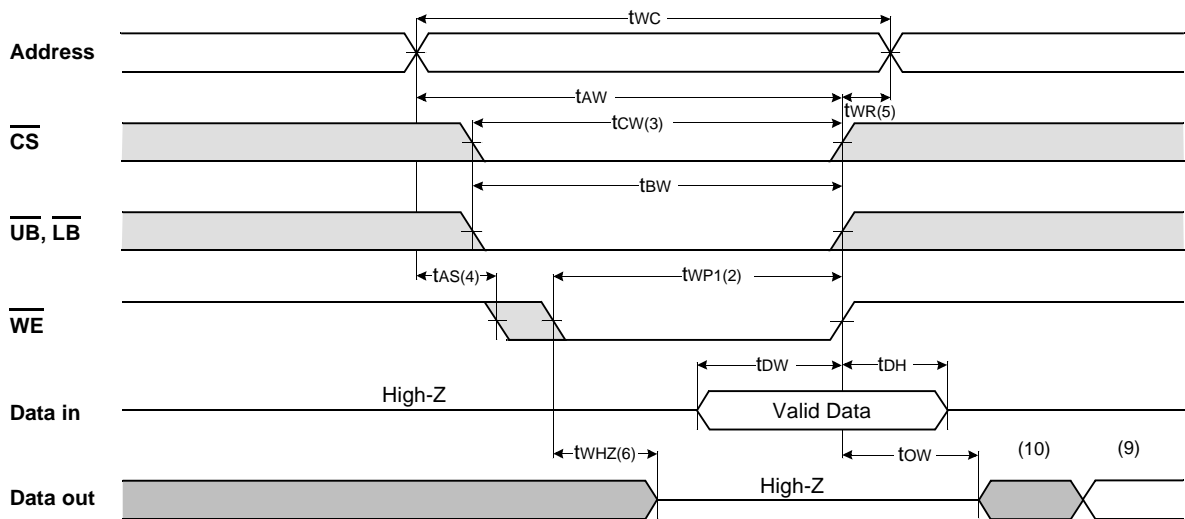 tWC
Address
tAW
tWR(5)
tCW(3)
CS
tBW
UB, LB
tAS(4)
tWP1(2)
WE
tDW
tDH
High-Z
Data in
Valid Data
tWHZ(6)
tOW
(10)
(9)
High-Z
Data out